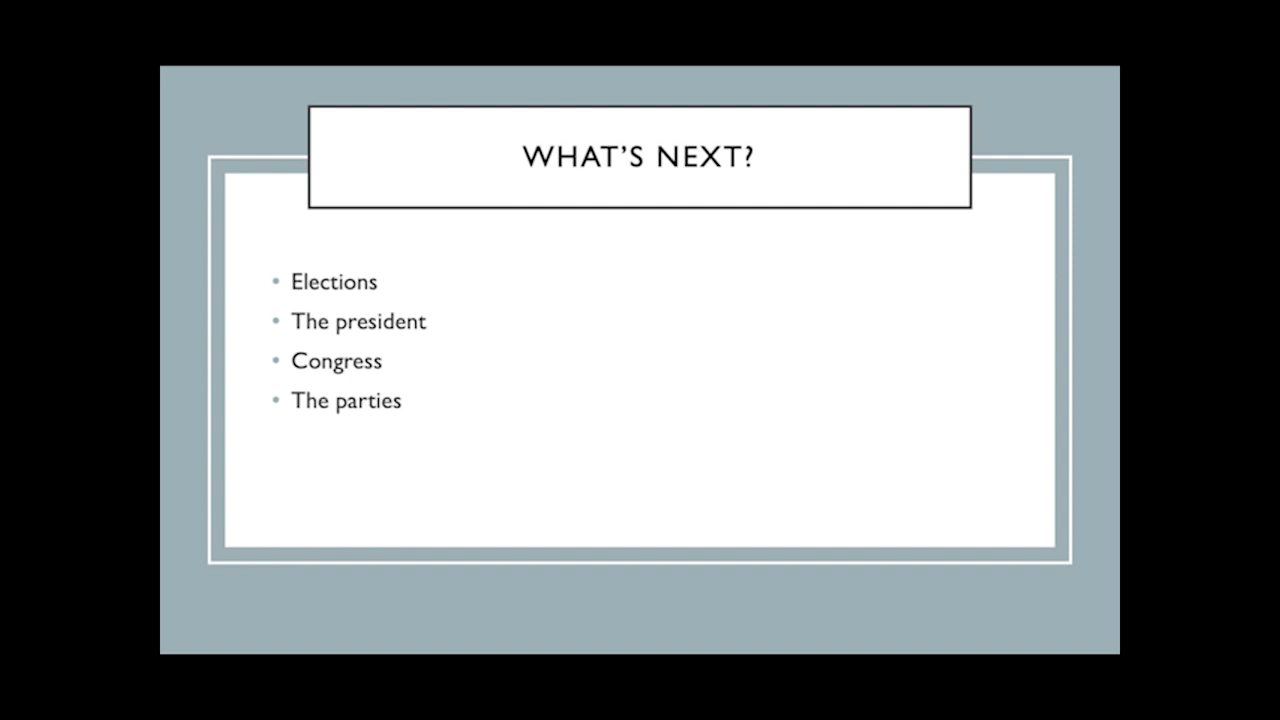 WHAT’S NEXT?
• Elections
• The president
• Congress
• The parties